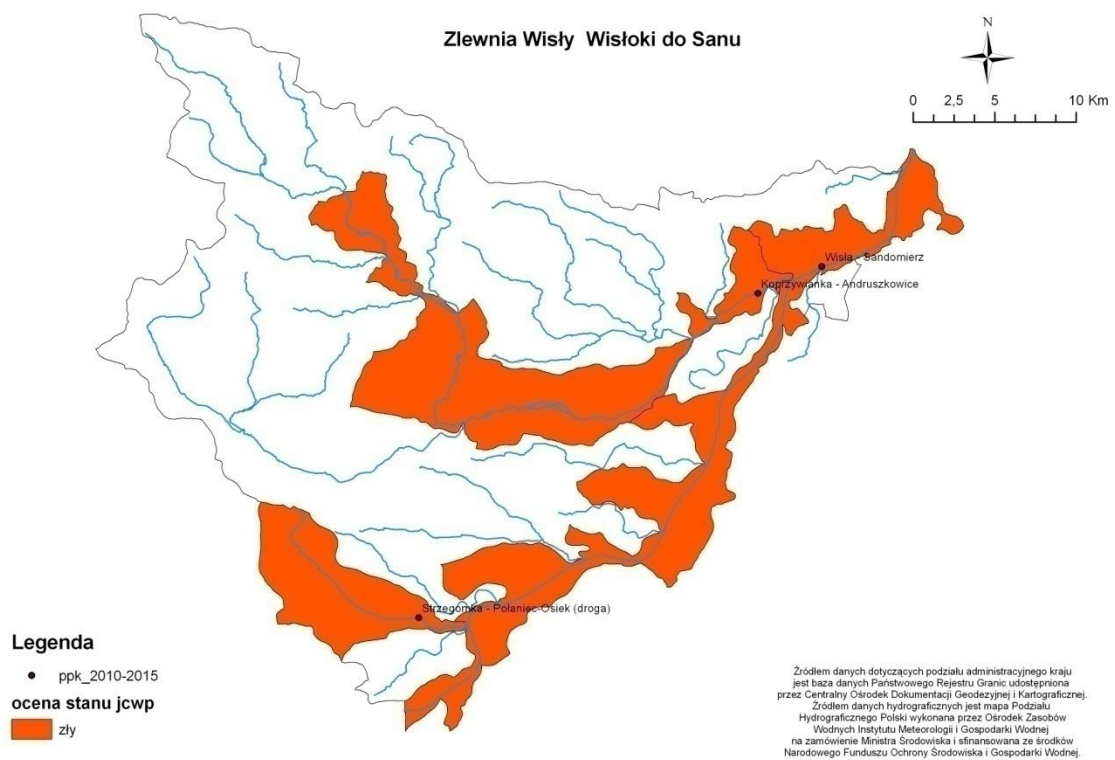 Zlewnia Wisły Wisłoki do Sanu
N
0 2,5 5 10 Km
Wisła - Sandomierz
Koprzywianka - Andruszkowice
Strzegomka - Połaniec-Osiek (droga)
Legenda
ppk_2010-2015
ocena stanu jcwp
zły
Źródłem danych dotyczących podziału administracyjnego kraju
jest baza danych Państwowego Rejestru Granic udostępniona
przez Centralny Ośrodek Dokumentacji Geodezyjnej i Kartograficznej.
Źródłem danych hydrograficznych jest mapa Podziału
Hydrograficznego Polski wykonana przez Ośrodek Zasobów
Wodnych Instytutu Meteorologii i Gospodarki Wodnej
na zamówienie Ministra Środowiska i sfinansowana ze środków
Narodowego Funduszu Ochrony Środowiska i Gospodarki Wodnej.